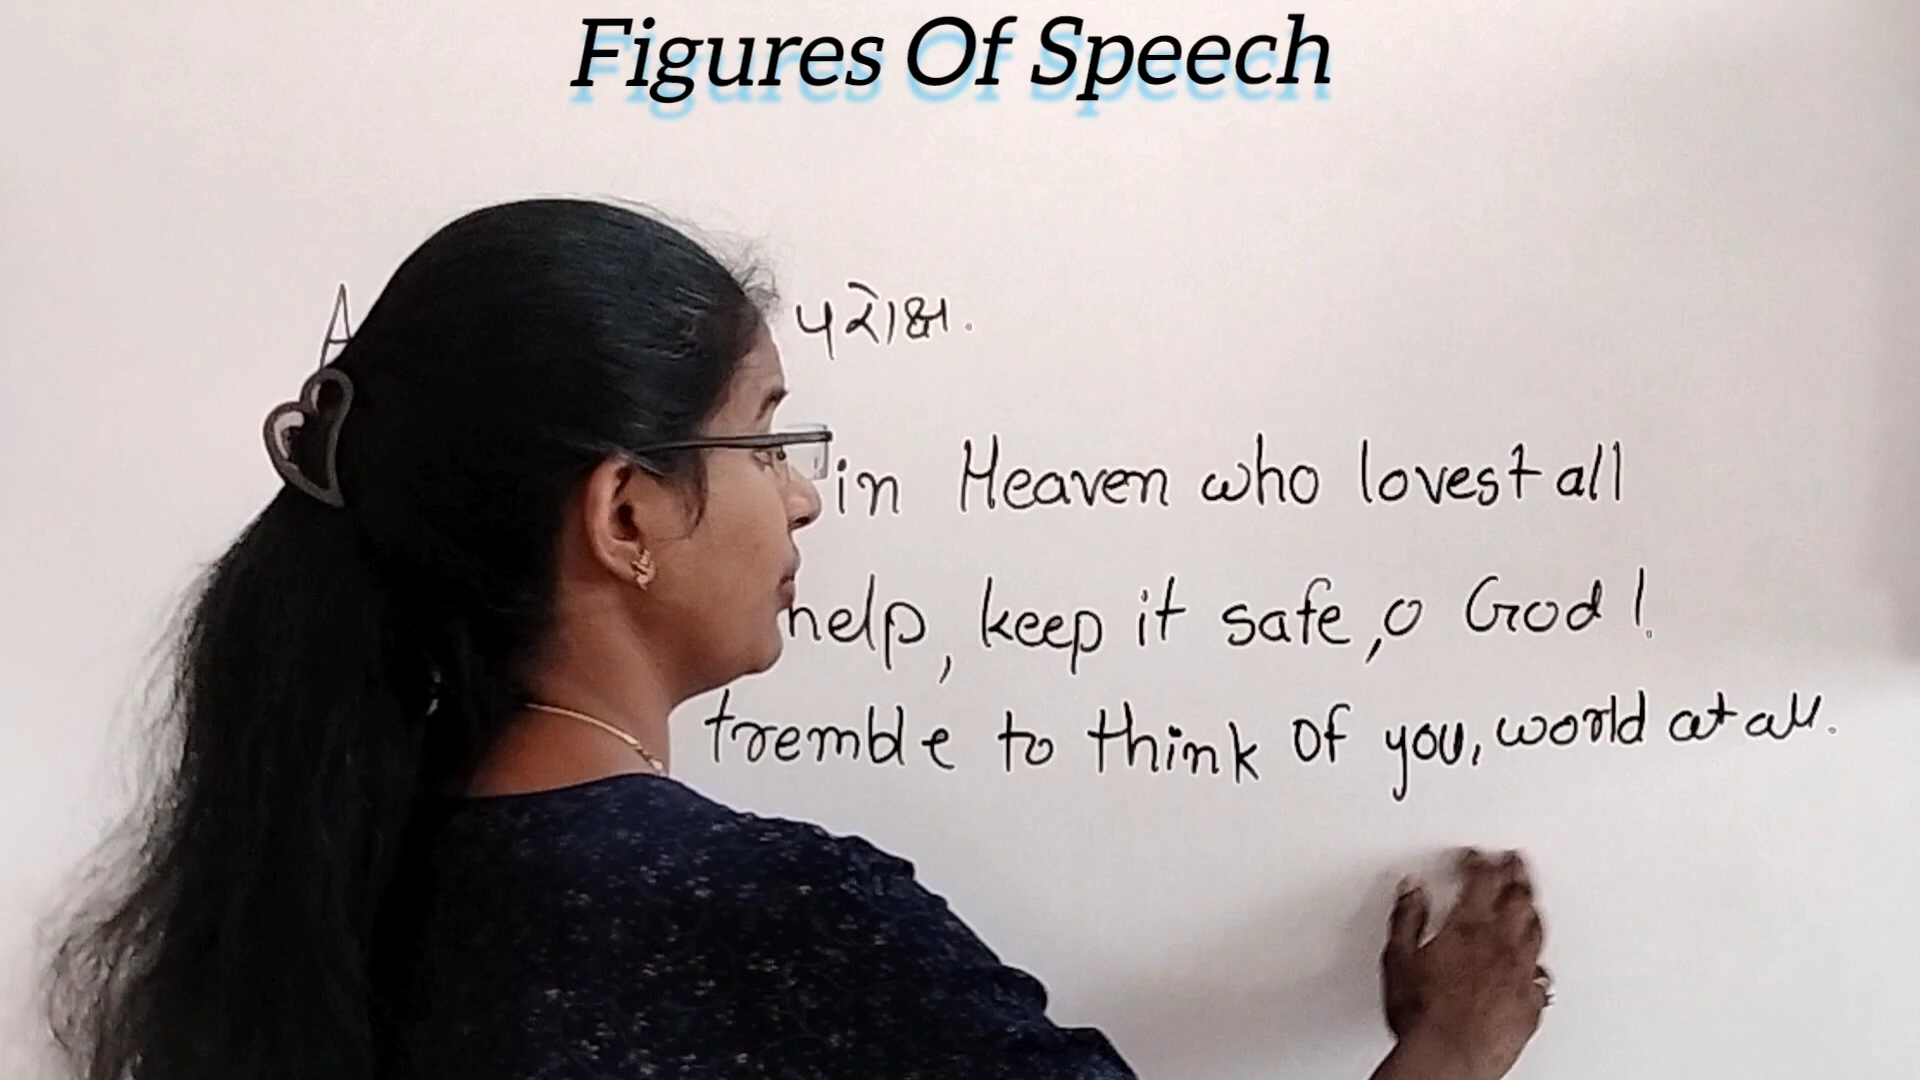 Figures Of Speech
A परोक्ष.
in Heaven who lovest all
help, keep it safe, o God!
tremble to think of you, world at all.